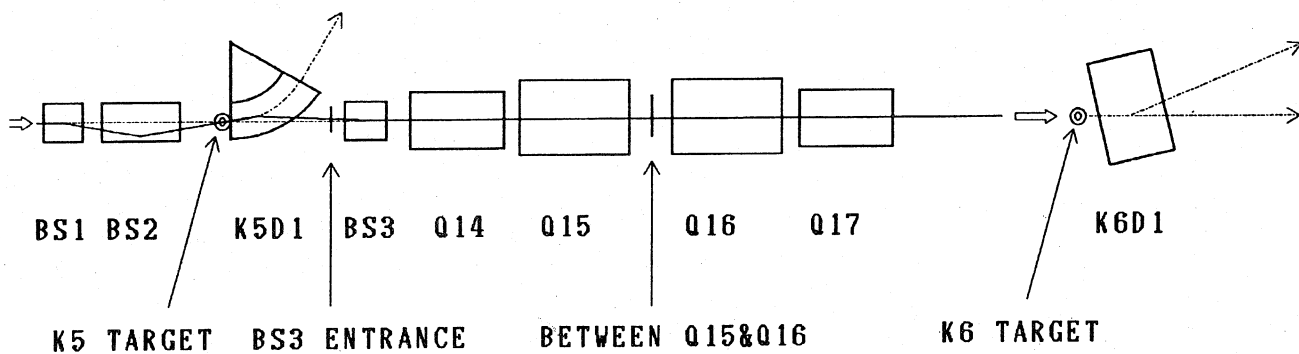 BS1 BS2 K5D1 BS3 Q14 Q15 Q16 Q17 K6D1
K5 TARGET BS3 ENTRANCE BETWEEN Q15&Q16 K6 TARGET